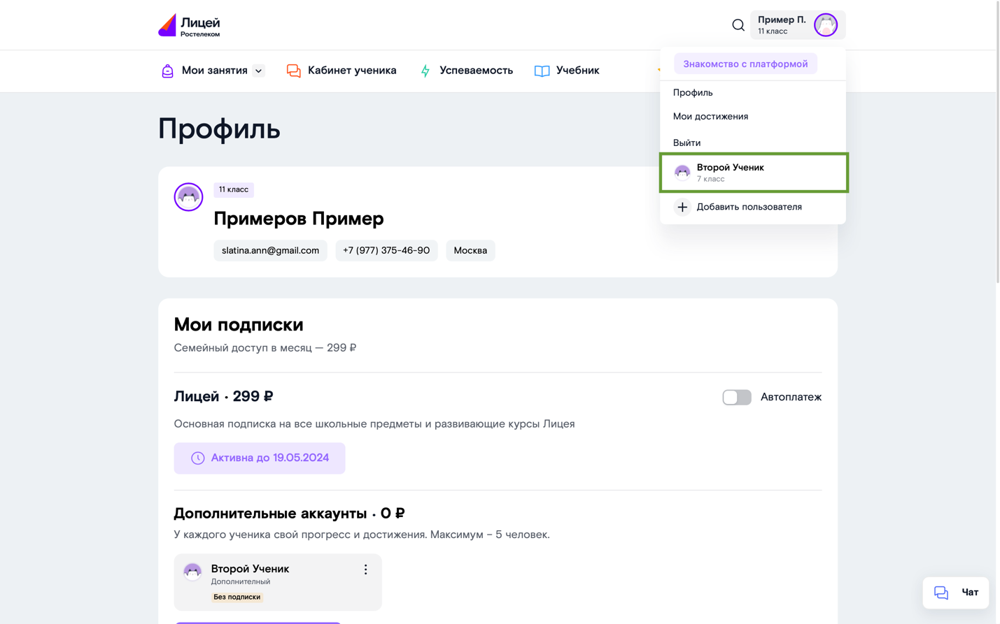 Лицей
Ростелеком
Пример П.
11 класс
Мои занятия
Кабинет ученика
Успеваемость
Учебник
Знакомство с платформой
Профиль
Мои достижения
Выйти
Второй Ученик
7 класс
Добавить пользователя
Профиль
11 класс
Примеров Пример
slatina.ann@gmail.com
+7 (977) 375-46-90
Москва
Мои подписки
Семейный доступ в месяц — 299 ₽
Лицей · 299 ₽
Автоплатеж
Основная подписка на все школьные предметы и развивающие курсы Лицея
Активна до 19.05.2024
Дополнительные аккаунты · 0 ₽
У каждого ученика свой прогресс и достижения. Максимум – 5 человек.
Второй Ученик
Дополнительный
Без подписки
Чат